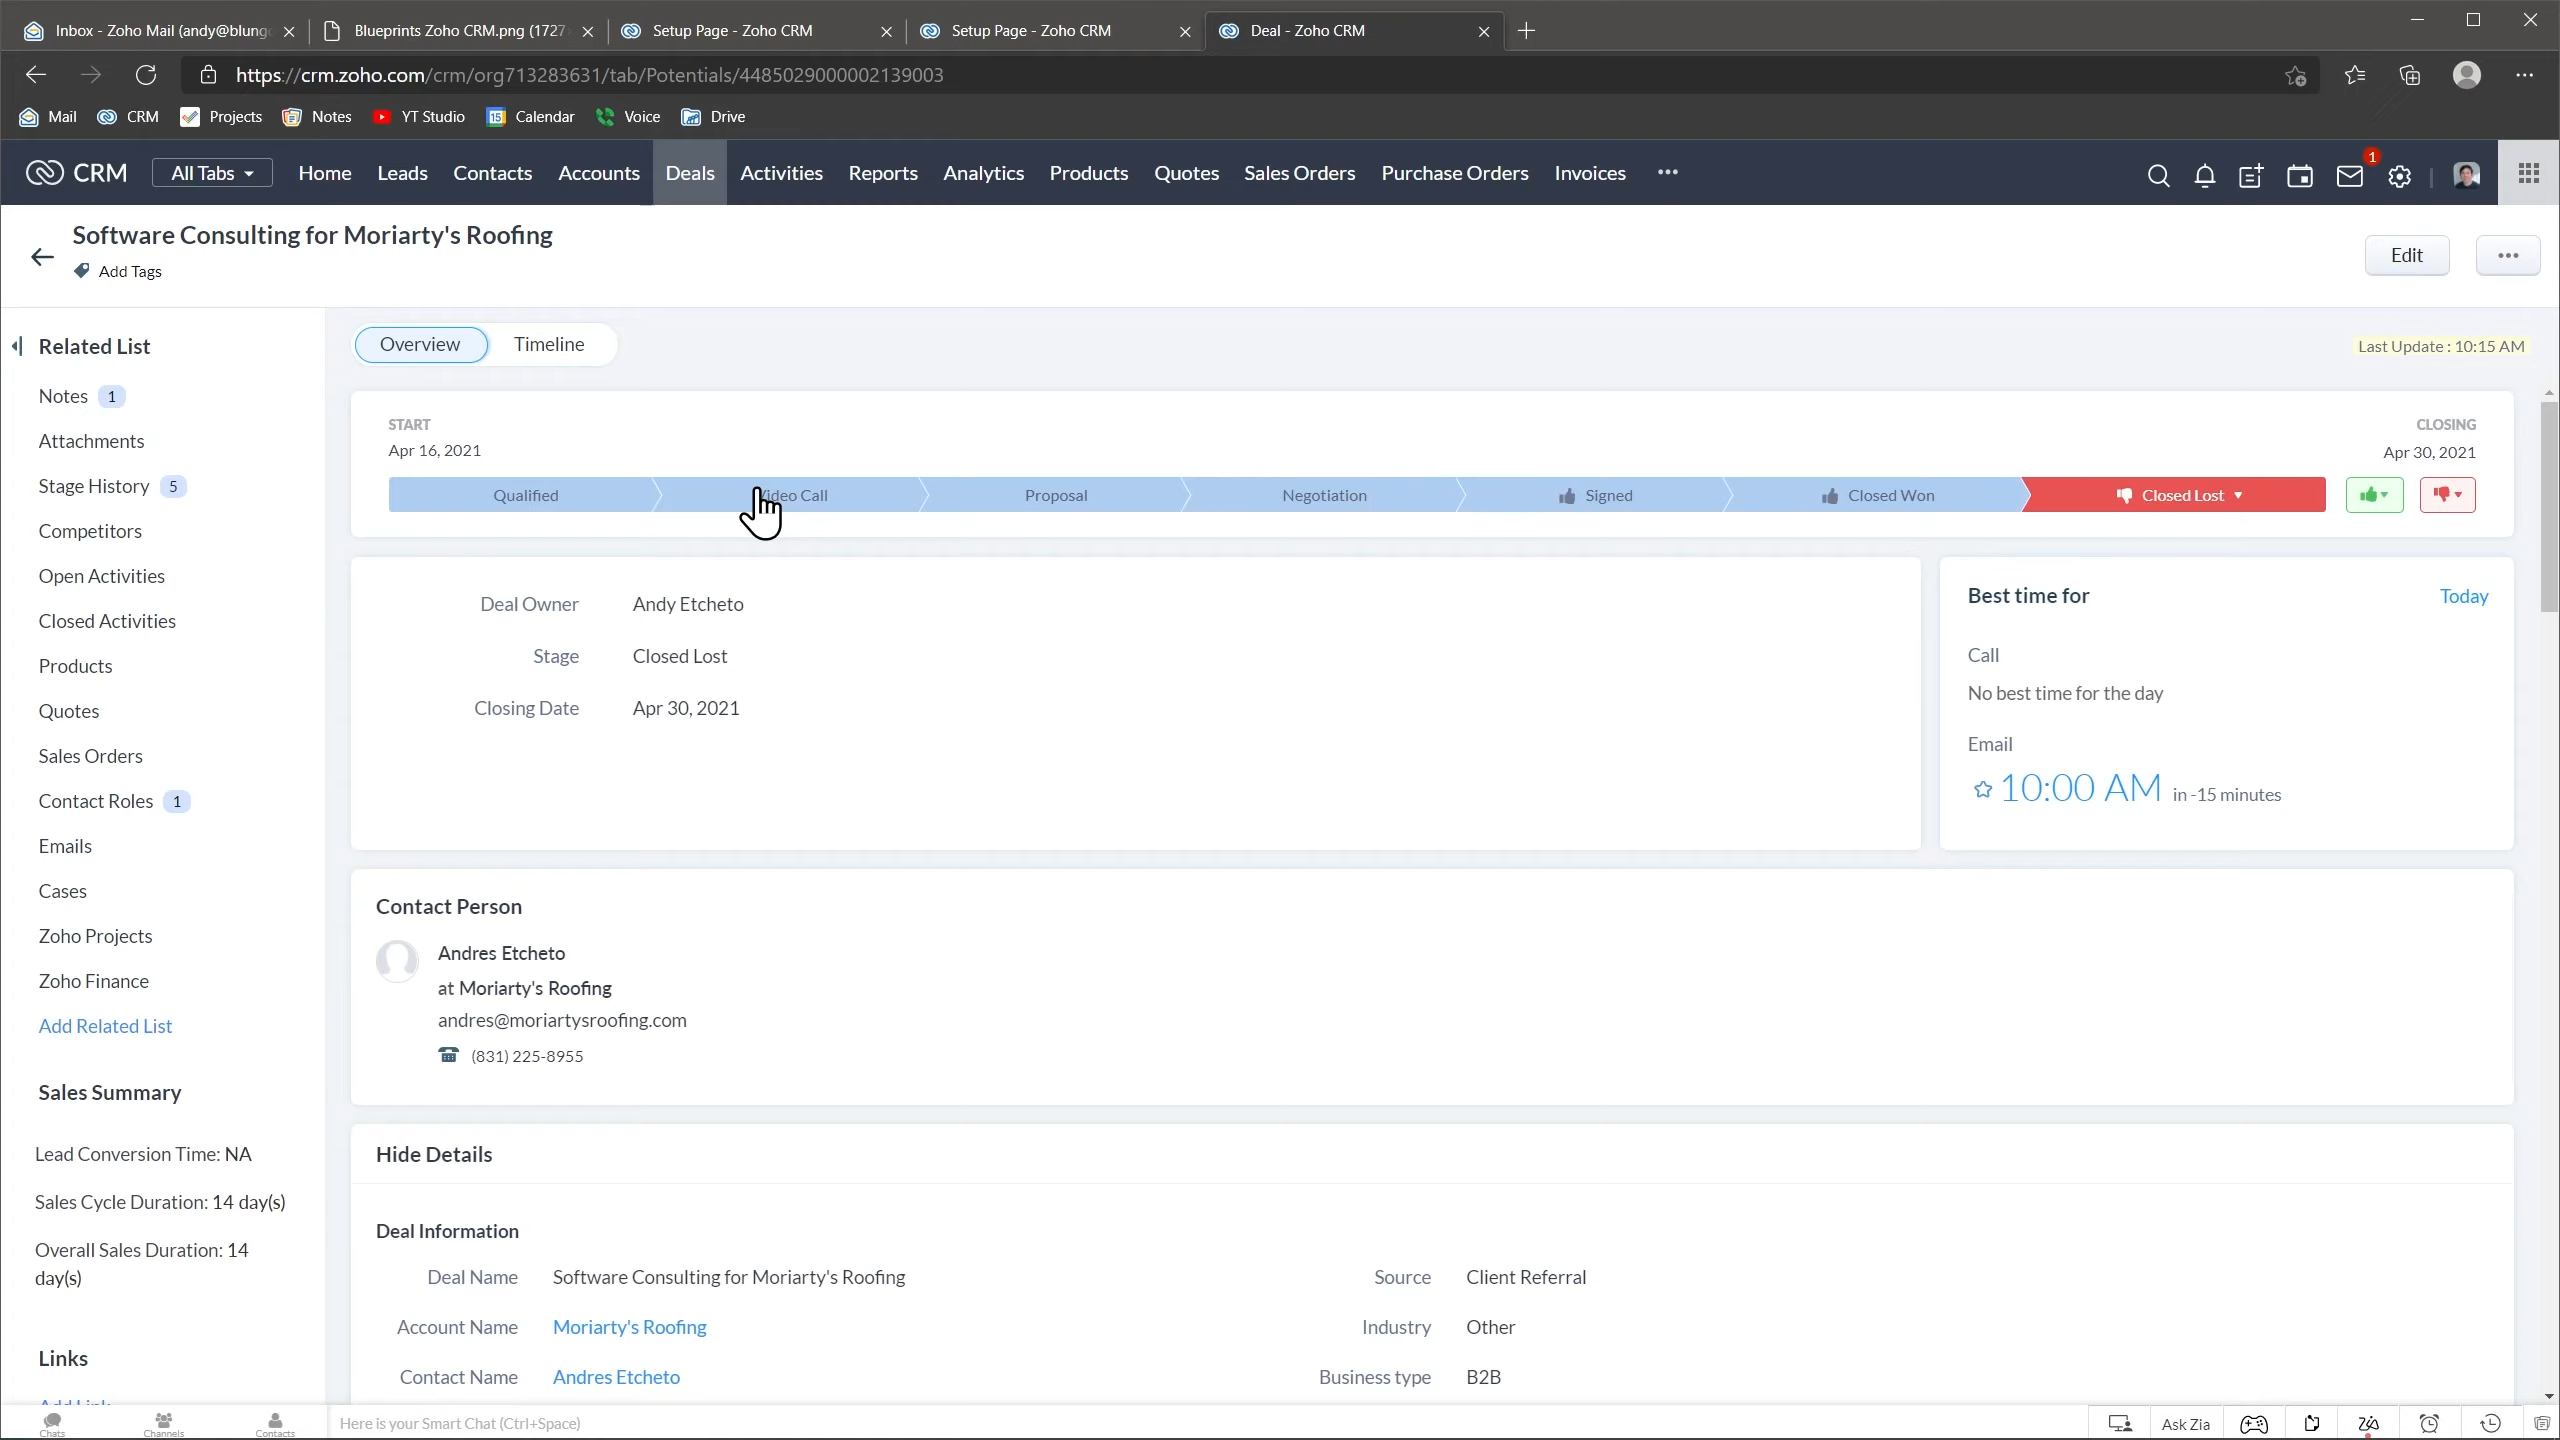 Inbox - Zoho Mail (andy@blung
Blueprints Zoho CRM.png (1727
Setup Page - Zoho CRM
Setup Page - Zoho CRM
Deal - Zoho CRM
https://crm.zoho.com/crm/org713283631/tab/Potentials/4485029000002139003
Mail CRM Projects Notes YT Studio 15 Calendar Voice Drive
CRM All Tabs Home Leads Contacts Accounts Deals Activities Reports Analytics Products Quotes Sales Orders Purchase Orders Invoices ••• 1
Software Consulting for Moriarty's Roofing
Add Tags
Edit
•••
Related List
Notes 1
Attachments
Stage History 5
Competitors
Open Activities
Closed Activities
Products
Quotes
Sales Orders
Contact Roles 1
Emails
Cases
Zoho Projects
Zoho Finance
Add Related List
Sales Summary
Lead Conversion Time: NA
Sales Cycle Duration: 14 day(s)
Overall Sales Duration: 14
day(s)
Links
Add Link
Overview Timeline
Last Update : 10:15 AM
START
Apr 16, 2021
CLOSING
Apr 30, 2021
Qualified Video Call Proposal Negotiation Signed Closed Won Closed Lost
Deal Owner Andy Etcheto
Stage Closed Lost
Closing Date Apr 30, 2021
Best time for Today
Call
No best time for the day
Email
10:00 AM in -15 minutes
Contact Person
Andres Etcheto
at Moriarty's Roofing
andres@moriartysroofing.com
(831) 225-8955
Hide Details
Deal Information
Deal Name Software Consulting for Moriarty's Roofing
Source Client Referral
Account Name Moriarty's Roofing
Industry Other
Contact Name Andres Etcheto
Business type B2B
Chats Channels Contacts
Here is your Smart Chat (Ctrl+Space)
Ask Zia